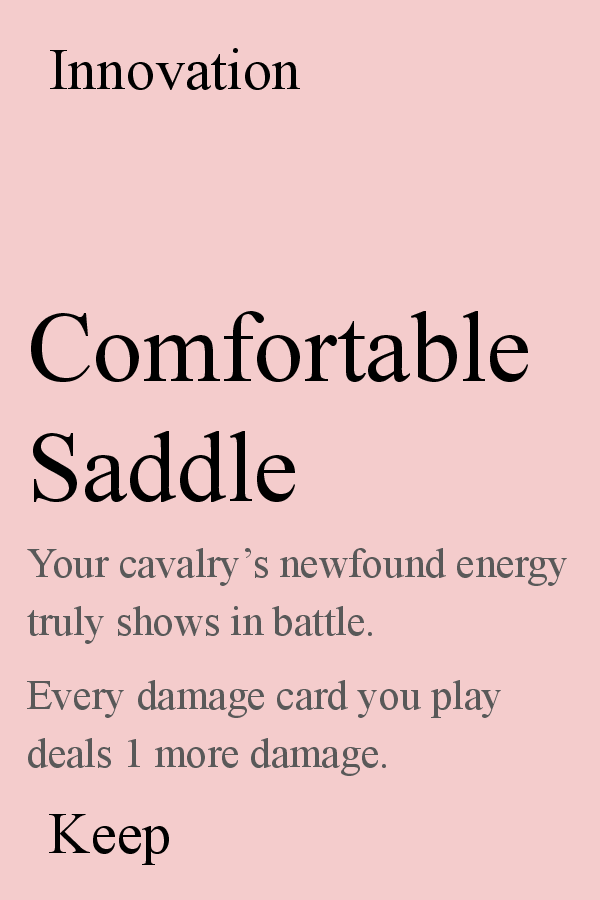 Innovation
Comfortable
Saddle
Your cavalry’s newfound energy
truly shows in battle.
Every damage card you play
deals 1 more damage.
Keep